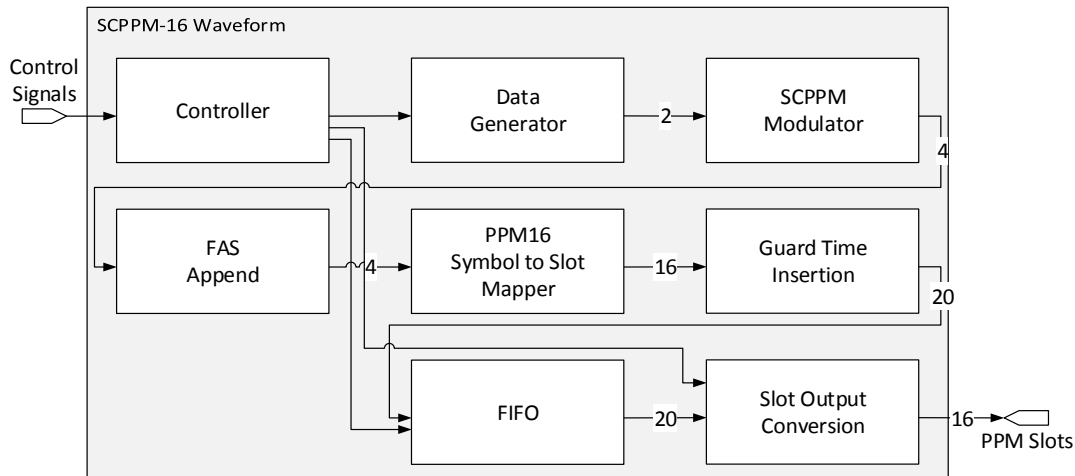 SCPPM-16 Waveform
Control
Signals
Controller
Data
Generator
2
SCPPM
Modulator
4
FAS
Append
4
PPM16
Symbol to Slot
Mapper
16
Guard Time
Insertion
20
FIFO
20
Slot Output
Conversion
16
PPM Slots